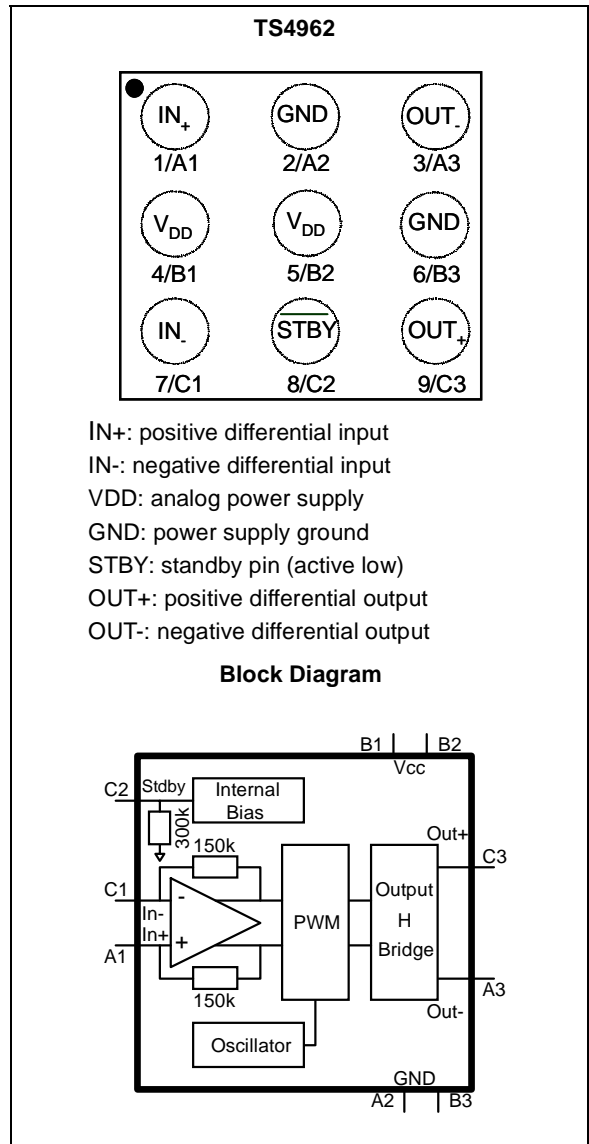 TS4962
IN+ GND OUT-
1/A1 2/A2 3/A3
VDD VDD GND
4/B1 5/B2 6/B3
IN- STBY OUT+
7/C1 8/C2 9/C3
IN+: positive differential input
IN-: negative differential input
VDD: analog power supply
GND: power supply ground
STBY: standby pin (active low)
OUT+: positive differential output
OUT-: negative differential output
Block Diagram
B1 B2
Vcc
C2 Stdby Internal
Bias
300k
150k
Out+
C3
C1
In-
-
Output
H
Bridge
PWM
In+
+
A1
150k
A3
Out-
Oscillator
GND
A2 B3